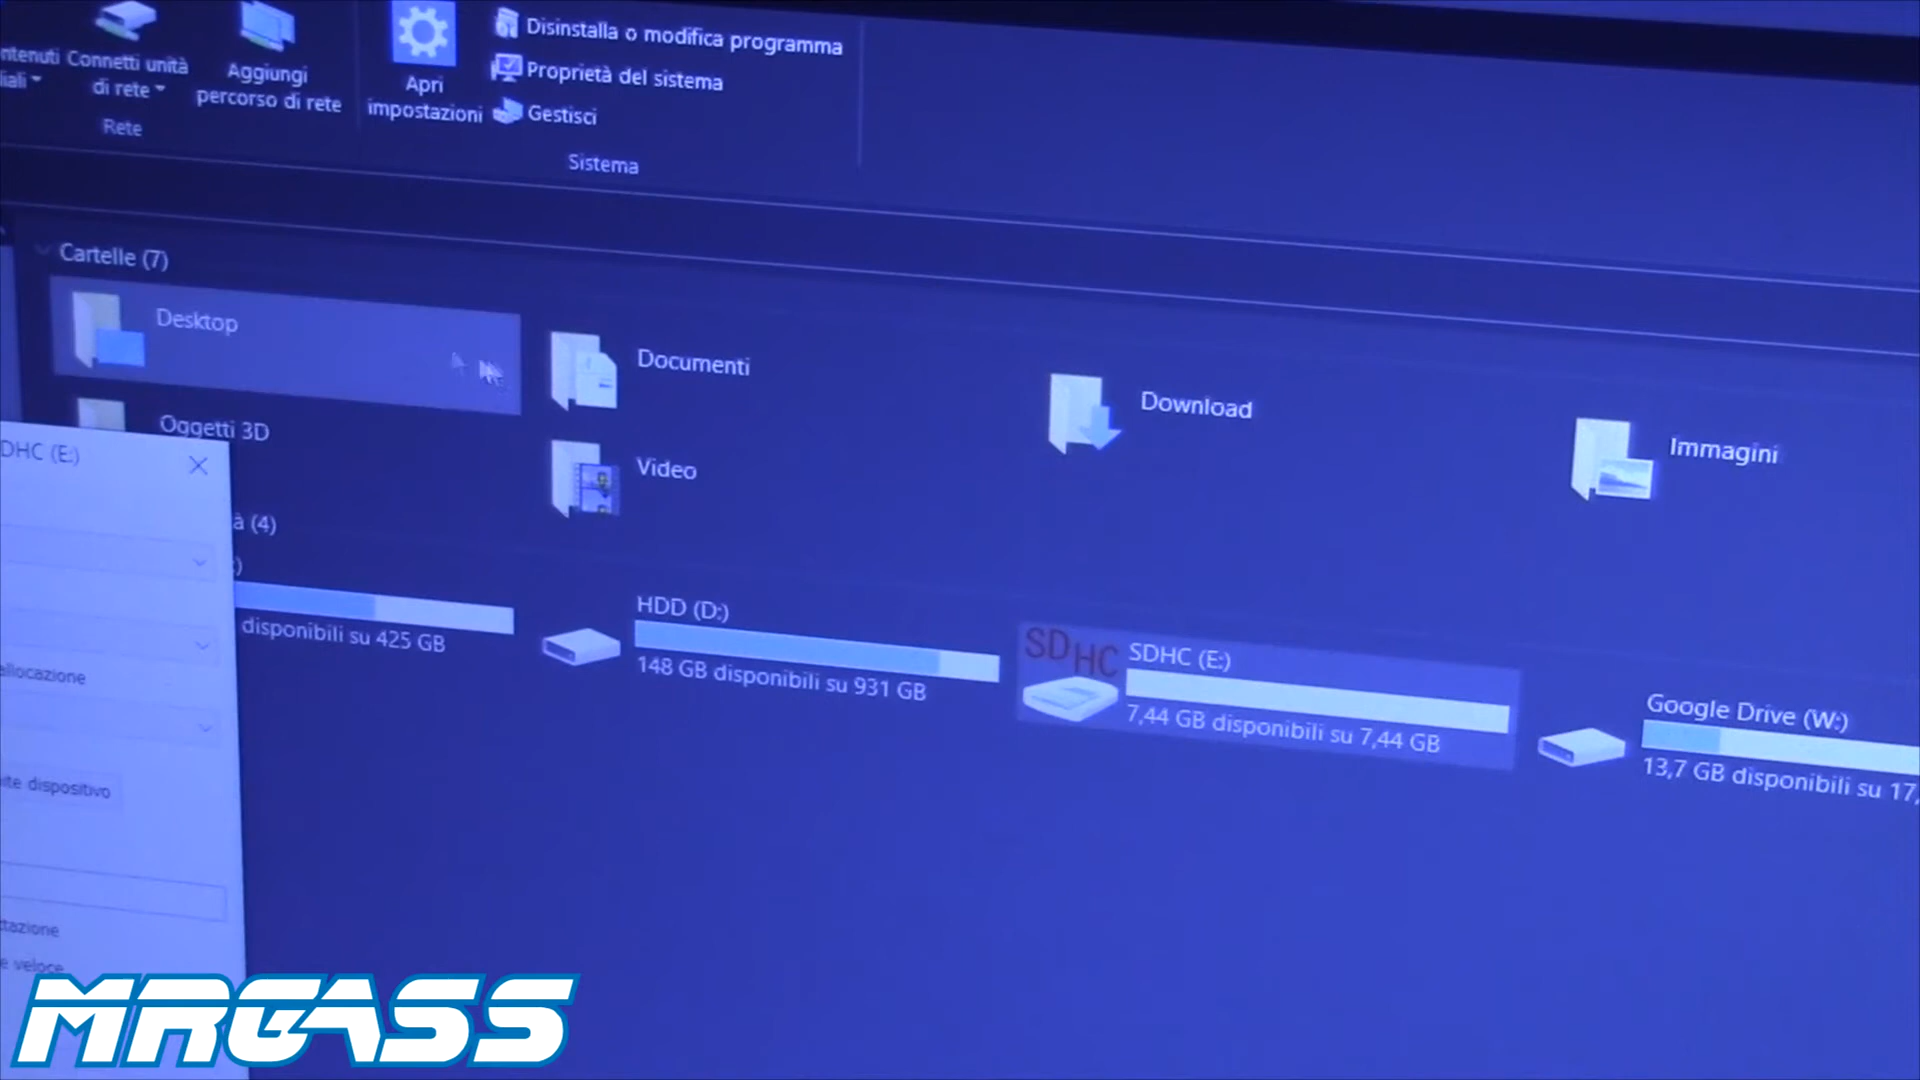 ntenuti
liali
Connetti unità
di rete
Aggiungi
percorso di rete
Rete
Apri
impostazioni
Disinstalla o modifica programma
Proprietà del sistema
Gestisci
Sistema
Cartelle (7)
Desktop
Documenti
Download
Immagini
Oggetti 3D
Video
DHC (E:)
à (4)
:)
disponibili su 425 GB
HDD (D:)
148 GB disponibili su 931 GB
SDHC
SDHC (E:)
7,44 GB disponibili su 7,44 GB
Google Drive (W:)
13,7 GB disponibili su 17,
allocazione
ite dispositivo
ttazione
e veloce
MRGASS